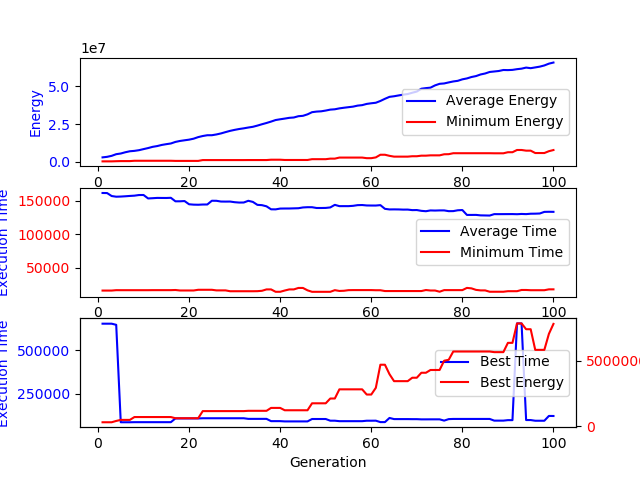 1e7
Energy
5.0
2.5
0.0
Average Energy
Minimum Energy
0 20 40 60 80 100
Execution Time
150000
100000
50000
Average Time
Minimum Time
0 20 40 60 80 100
Execution Time
500000
250000
Best Time
Best Energy
5000000
0
0 20 40 60 80 100
Generation